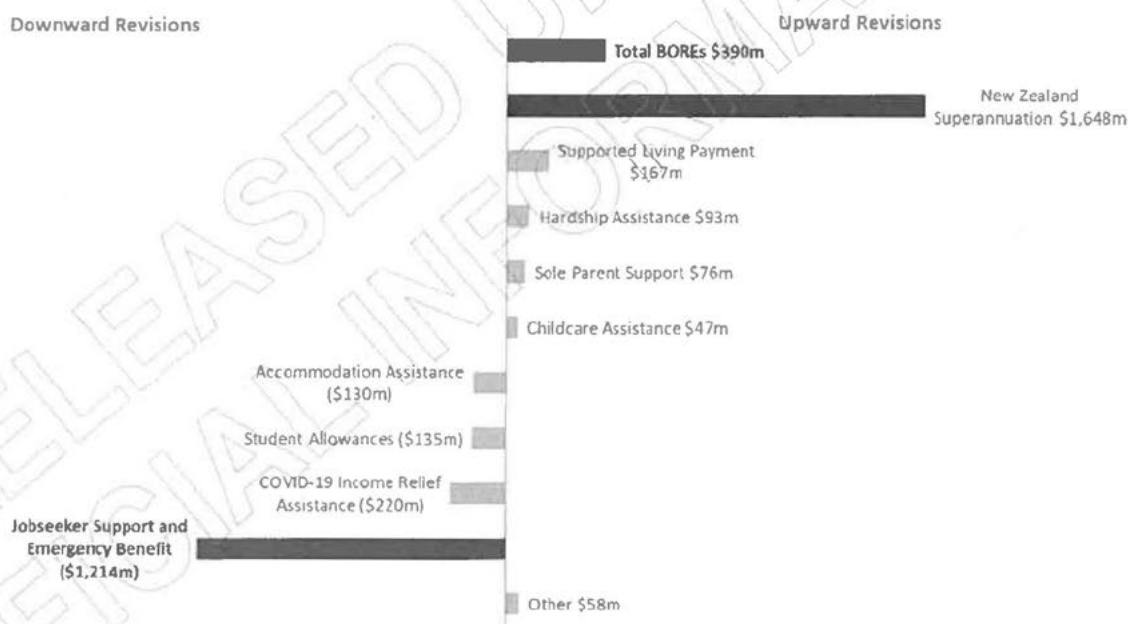 Downward Revisions
Upward Revisions
Total BOREs $390m
New Zealand
Superannuation $1,648m
Supported Living Payment
$167m
Hardship Assistance $93m
Sole Parent Support $76m
Childcare Assistance $47m
Accommodation Assistance
($130m)
Student Allowances ($135m)
COVID-19 Income Relief
Assistance ($220m)
Jobseeker Support and
Emergency Benefit
($1,214m)
Other $58m